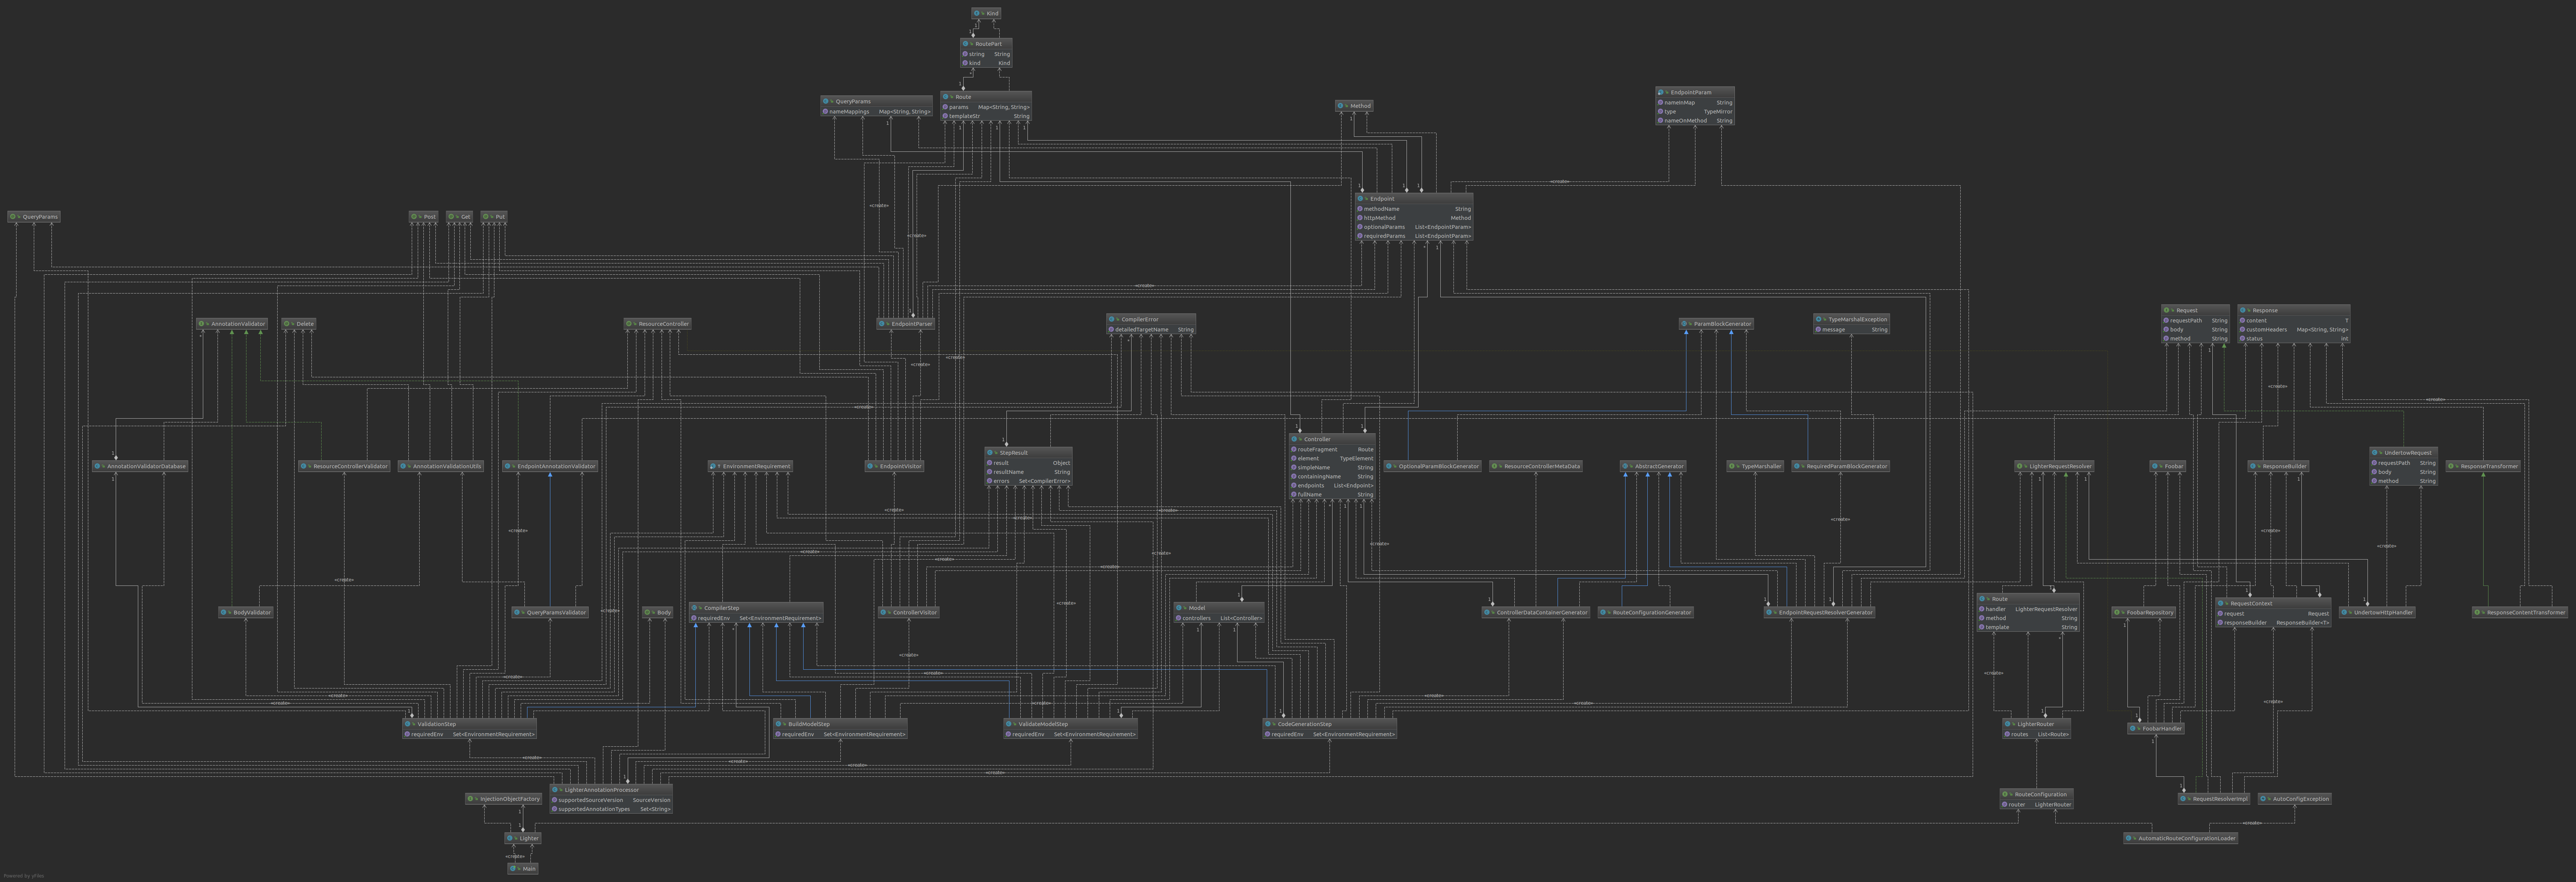 Kind
RoutePart
string String
kind Kind
QueryParams
nameMappings Map<String, String>
Route
params Map<String, String>
templateStr String
Method
EndpointParam
nameInMap String
type TypeMirror
nameOnMethod String
Endpoint
methodName String
httpMethod Method
optionalParams List<EndpointParam>
requiredParams List<EndpointParam>
QueryParams
Post
Get
Put
AnnotationValidator
Delete
ResourceController
EndpointParser
CompilerError
detailedTargetName String
ParamBlockGenerator
TypeMarshalException
message String
Request
requestPath String
body String
method String
Response
content T
customHeaders Map<String, String>
status int
AnnotationValidatorDatabase
ResourceControllerValidator
AnnotationValidationUtils
EndpointAnnotationValidator
EnvironmentRequirement
EndpointVisitor
StepResult
result Object
resultName String
errors Set<CompilerError>
Controller
routeFragment Route
element TypeElement
simpleName String
containingName String
endpoints List<Endpoint>
fullName String
OptionalParamBlockGenerator
ResourceControllerMetaData
AbstractGenerator
TypeMarshaller
RequiredParamBlockGenerator
LighterRequestResolver
Foobar
ResponseBuilder
UndertowRequest
requestPath String
body String
method String
ResponseTransformer
BodyValidator
QueryParamsValidator
Body
CompilerStep
requiredEnv Set<EnvironmentRequirement>
ControllerVisitor
Model
controllers List<Controller>
ControllerDataContainerGenerator
RouteConfigurationGenerator
EndpointRequestResolverGenerator
Route
handler LighterRequestResolver
method String
template String
FoobarRepository
RequestContext
request Request
responseBuilder ResponseBuilder<T>
UndertowHttpHandler
ResponseContentTransformer
ValidationStep
requiredEnv Set<EnvironmentRequirement>
BuildModelStep
requiredEnv Set<EnvironmentRequirement>
ValidateModelStep
requiredEnv Set<EnvironmentRequirement>
CodeGenerationStep
requiredEnv Set<EnvironmentRequirement>
LighterRouter
routes List<Route>
FoobarHandler
LighterAnnotationProcessor
supportedSourceVersion SourceVersion
supportedAnnotationTypes Set<String>
InjectionObjectFactory
RouteConfiguration
router LighterRouter
RequestResolverImpl
AutoConfigException
Lighter
AutomaticRouteConfigurationLoader
«create»
Main
Powered by yFiles